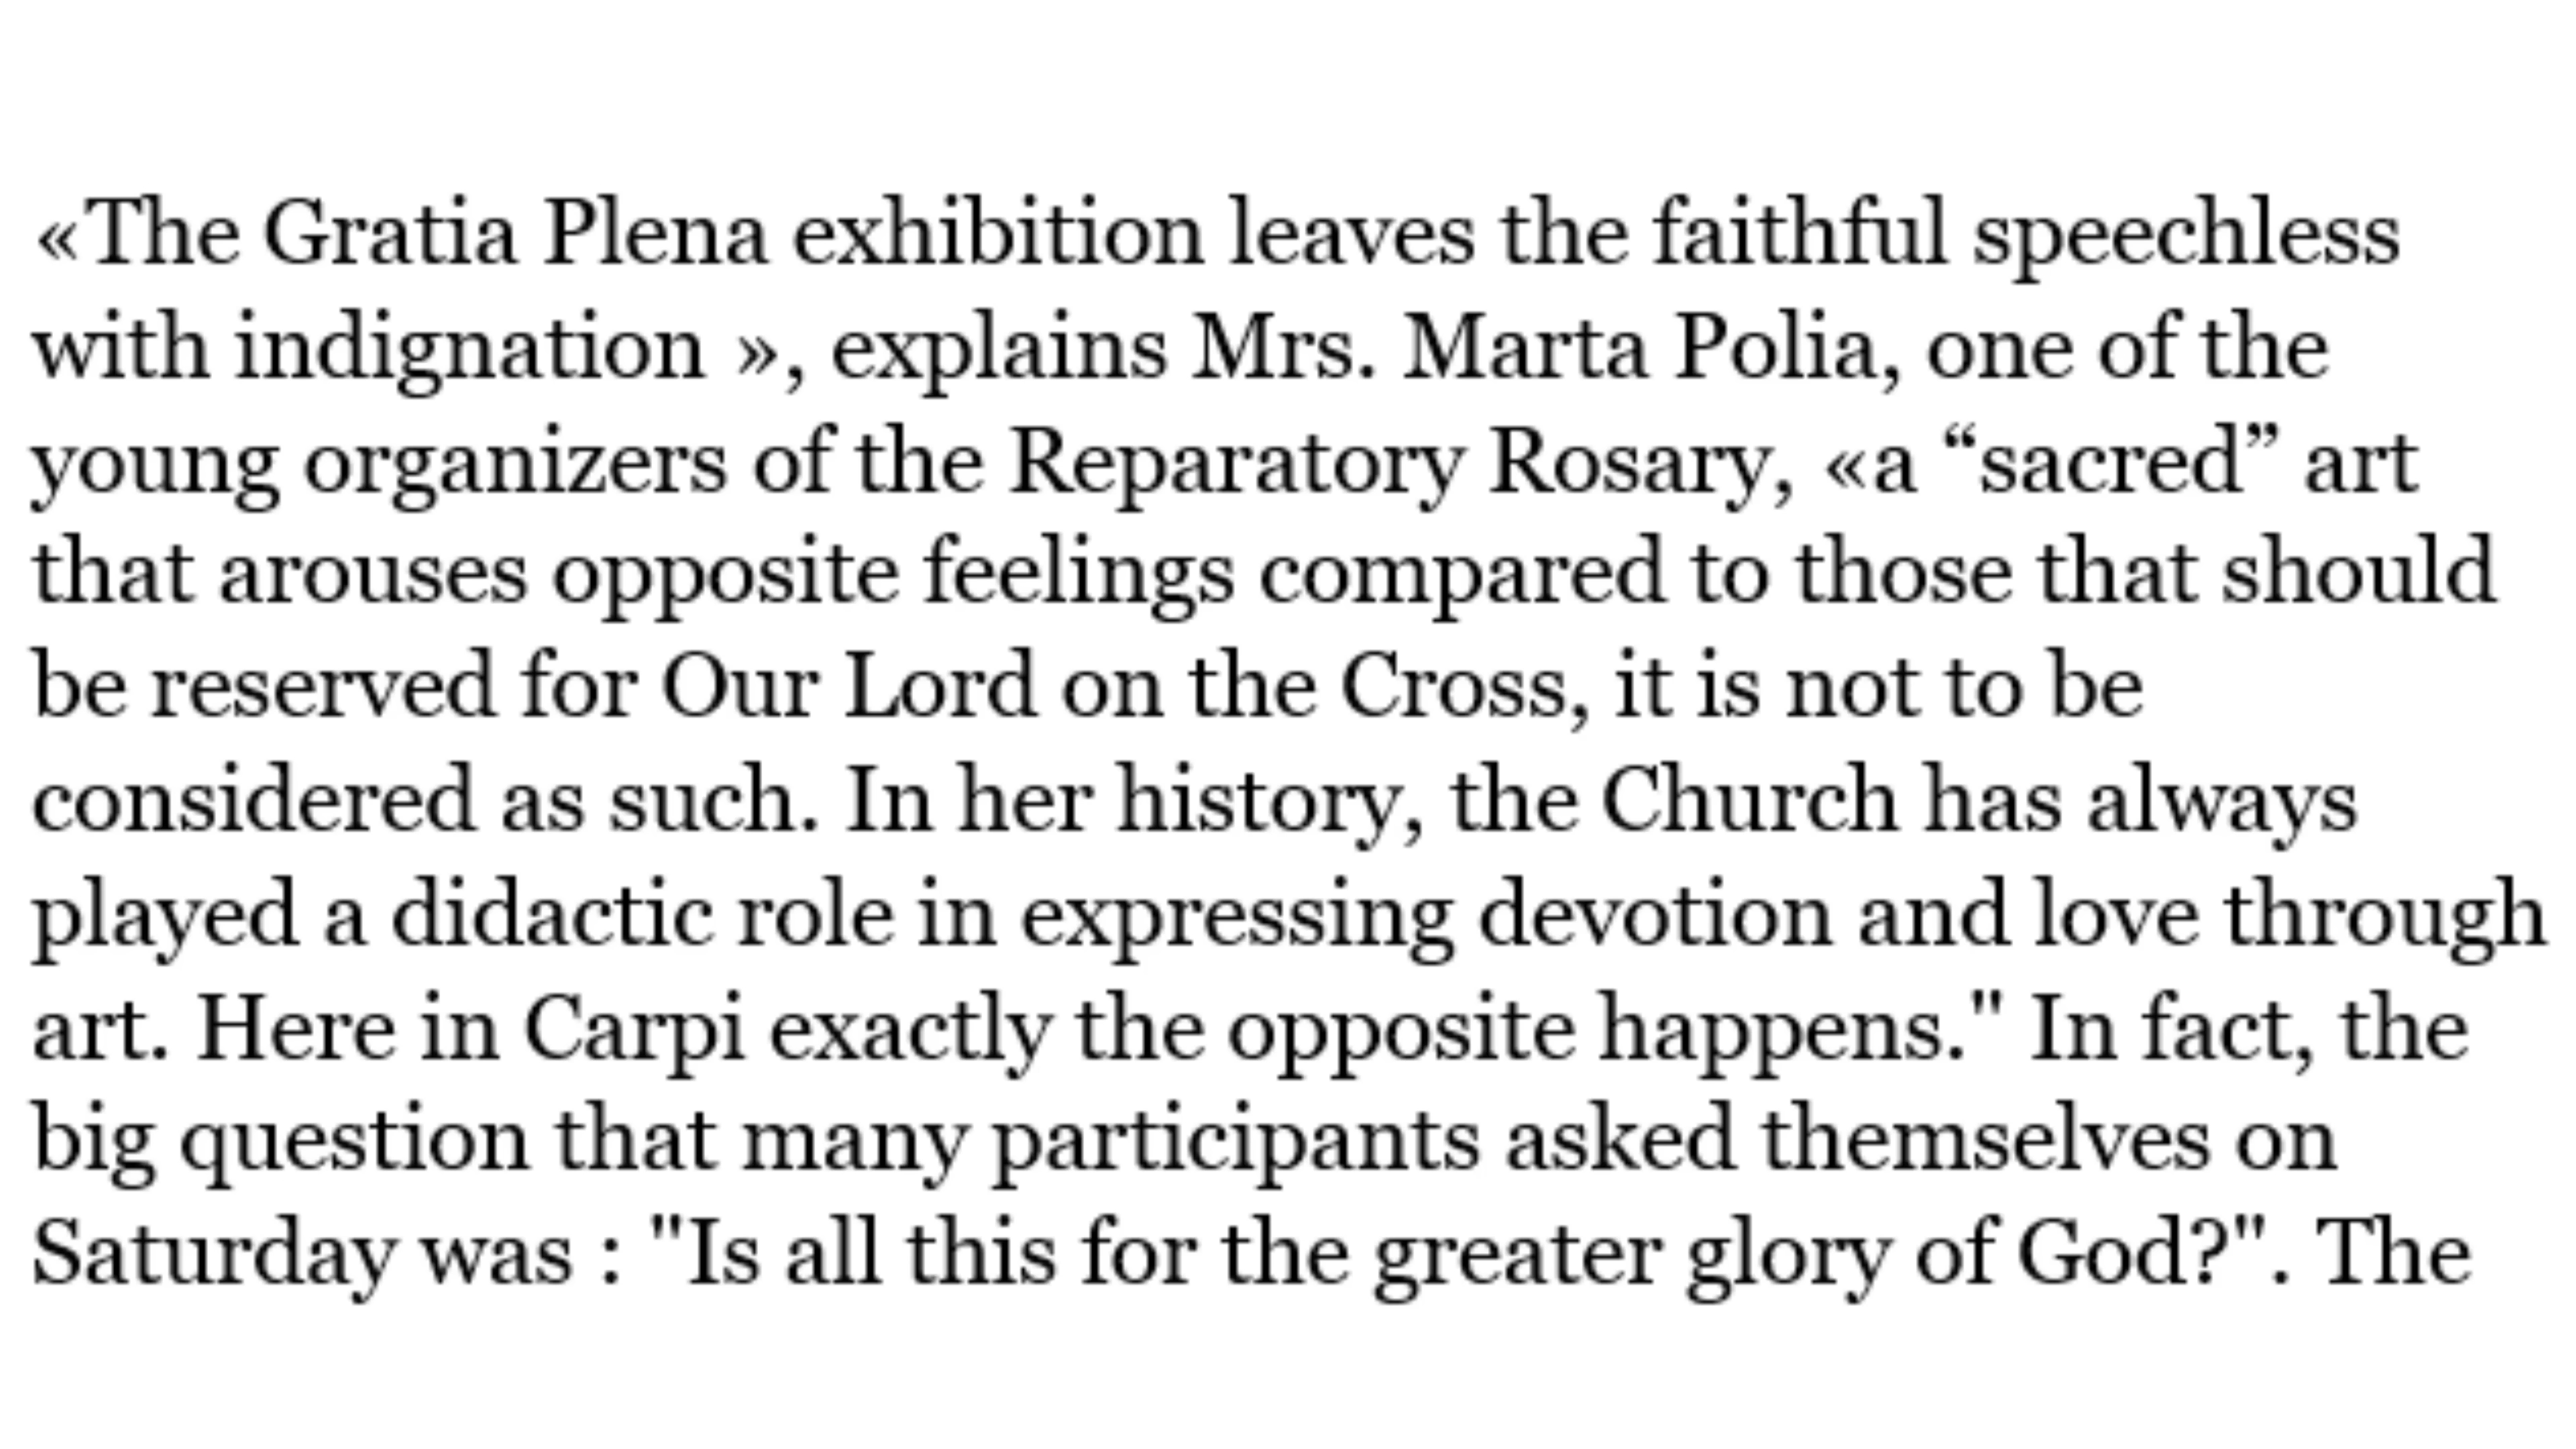 «The Gratia Plena exhibition leaves the faithful speechless
with indignation », explains Mrs. Marta Polia, one of the
young organizers of the Reparatory Rosary, «a “sacred” art
that arouses opposite feelings compared to those that should
be reserved for Our Lord on the Cross, it is not to be
considered as such. In her history, the Church has always
played a didactic role in expressing devotion and love through
art. Here in Carpi exactly the opposite happens." In fact, the
big question that many participants asked themselves on
Saturday was : "Is all this for the greater glory of God?". The